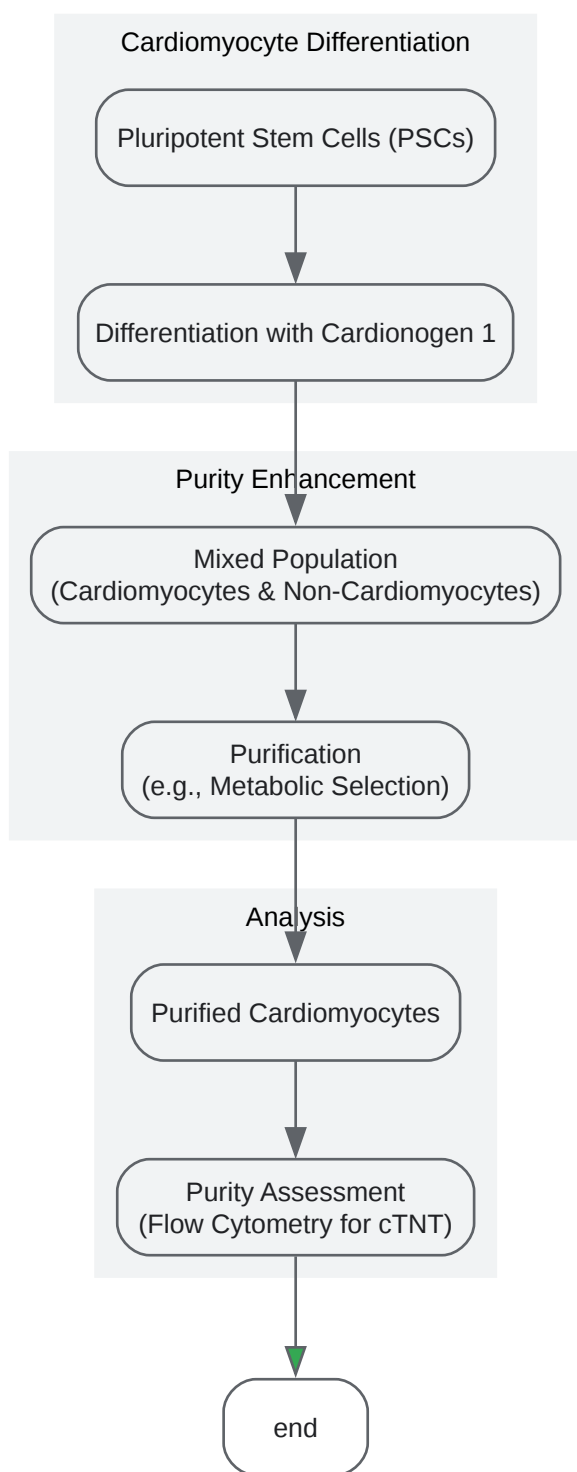 Cardiomyocyte Differentiation
Pluripotent Stem Cells (PSCs)
Differentiation with Cardionogen 1
Purity Enhancement
Mixed Population
(Cardiomyocytes & Non-Cardiomyocytes)
Purification
(e.g., Metabolic Selection)
Analysis
Purified Cardiomyocytes
Purity Assessment
(Flow Cytometry for cTNT)
end